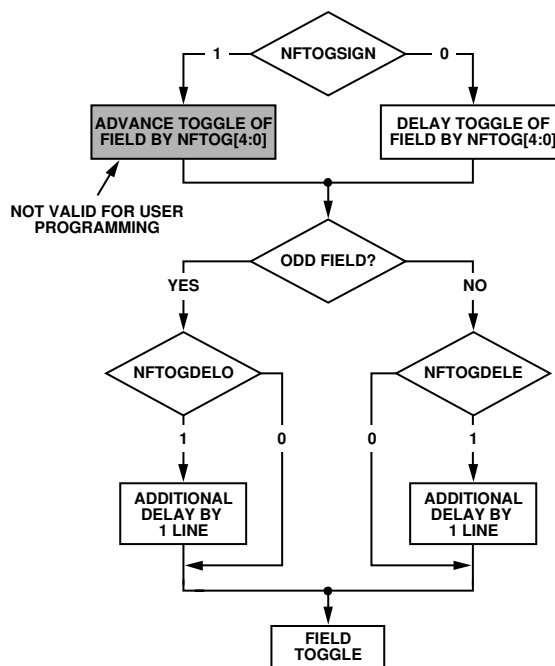 NFTOGSIGN
1
0
ADVANCE TOGGLE OF
FIELD BY NFTOG[4:0]
DELAY TOGGLE OF
FIELD BY NFTOG[4:0]
NOT VALID FOR USER
PROGRAMMING
ODD FIELD?
YES
NO
NFTOGDELO
NFTOGDELE
1
0
0
1
ADDITIONAL
DELAY BY
1 LINE
ADDITIONAL
DELAY BY
1 LINE
FIELD
TOGGLE